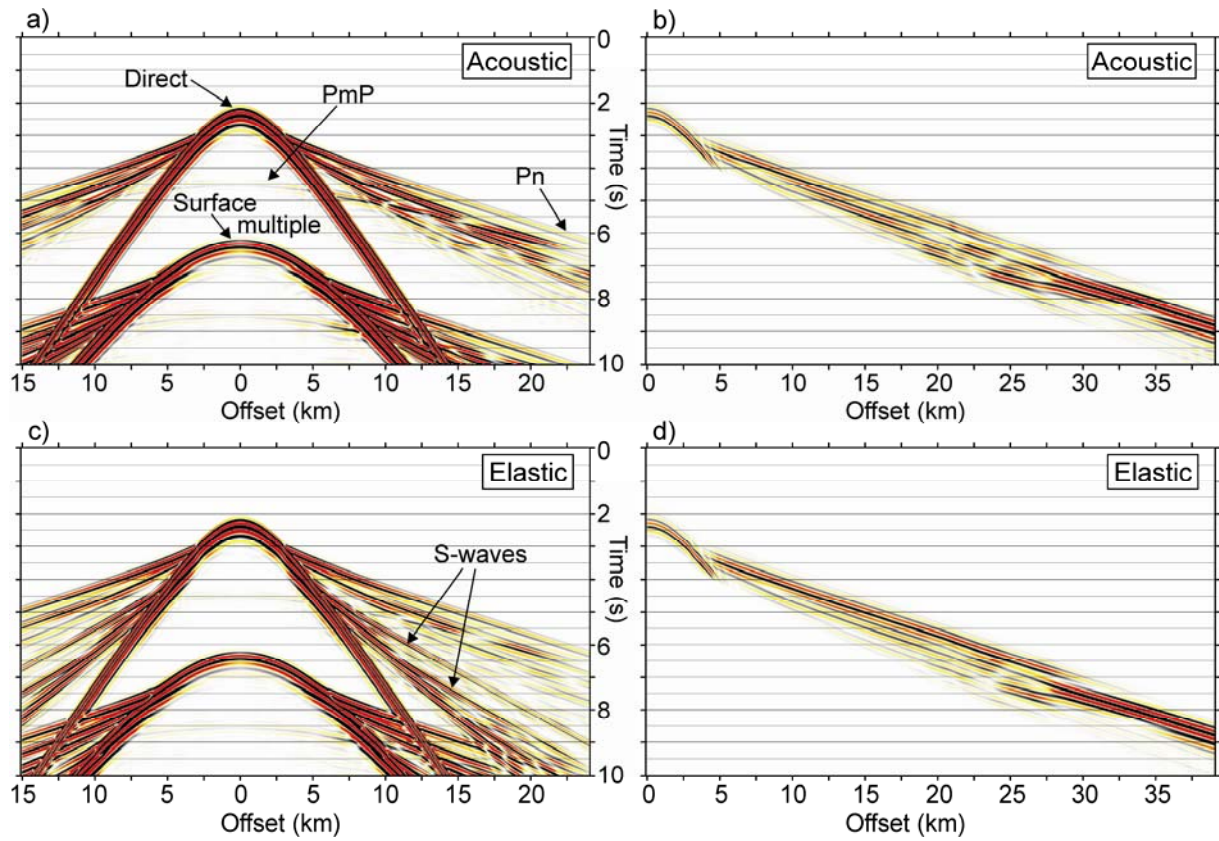 a)
Acoustic
Direct
PmP
Pn
Surface
multiple
0
2
4
6
8
10
Time (s)
15
10
5
0
5
10
15
20
Offset (km)
b)
Acoustic
0
5
10
15
20
25
30
35
Offset (km)
c)
Elastic
S-waves
0
2
4
6
8
10
Time (s)
15
10
5
0
5
10
15
20
Offset (km)
d)
Elastic
0
5
10
15
20
25
30
35
Offset (km)